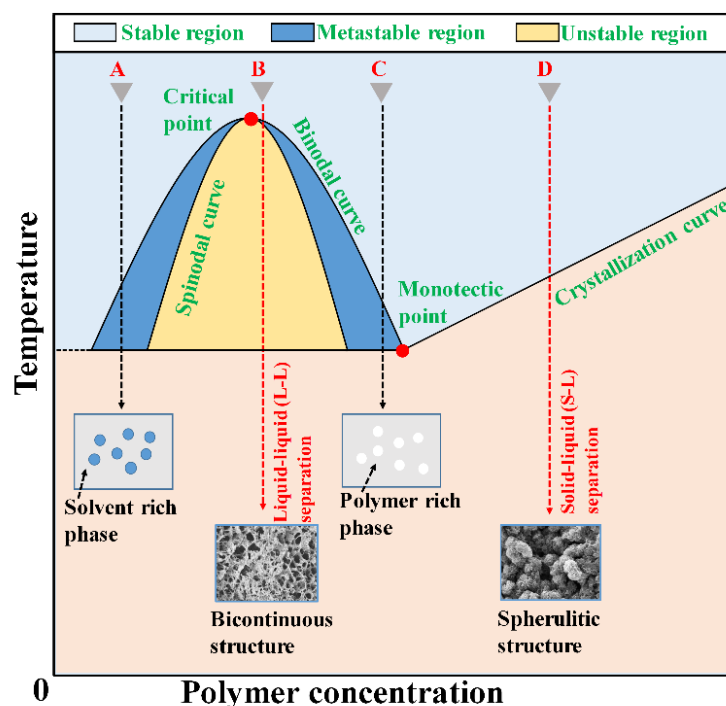 Stable region
Metastable region
Unstable region
A
B
C
D
Critical
point
Binodal curve
Spinodal curve
Monotectic
point
Crystallization curve
Temperature
Liquid-liquid (L-L)
separation
Solid-liquid (S-L)
separation
Solvent rich
phase
Polymer rich
phase
Bicontinuous
structure
Spherulitic
structure
0
Polymer concentration